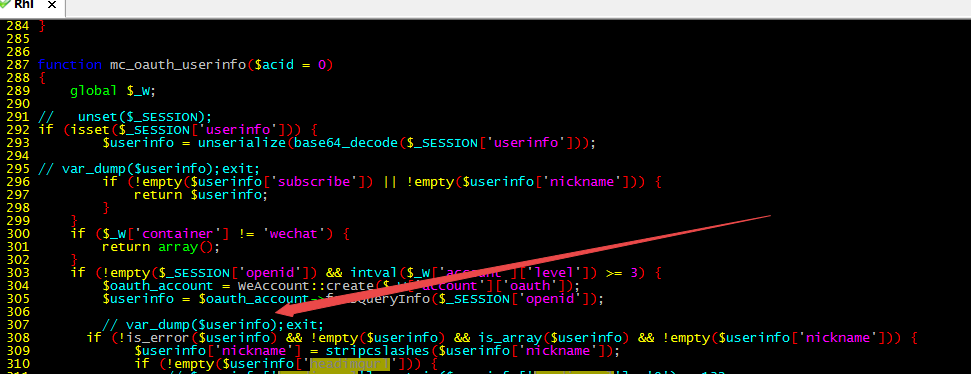 RhI ×
284 }
285
286
287 function mc_oauth_userinfo($acid = 0)
288 {
289 global $_W;
290
291 // unset($_SESSION);
292 if (isset($_SESSION['userinfo'])) {
293 $userinfo = unserialize(base64_decode($_SESSION['userinfo']));
294
295 // var_dump($userinfo);exit;
296 if (!empty($userinfo['subscribe']) || !empty($userinfo['nickname'])) {
297 return $userinfo;
298 }
299 }
300 if ($_W['container'] != 'wechat') {
301 return array();
302 }
303 if (!empty($_SESSION['openid']) && intval($_W['account']['level']) >= 3) {
304 $oauth_account = WeAccount::create($_W['account']['oauth']);
305 $userinfo = $oauth_account->fansQueryInfo($_SESSION['openid']);
306
307 // var_dump($userinfo);exit;
308 if (!is_error($userinfo) && !empty($userinfo) && is_array($userinfo) && !empty($userinfo['nickname'])) {
309 $userinfo['nickname'] = stripcslashes($userinfo['nickname']);
310 if (!empty($userinfo['headimgurl'])) {